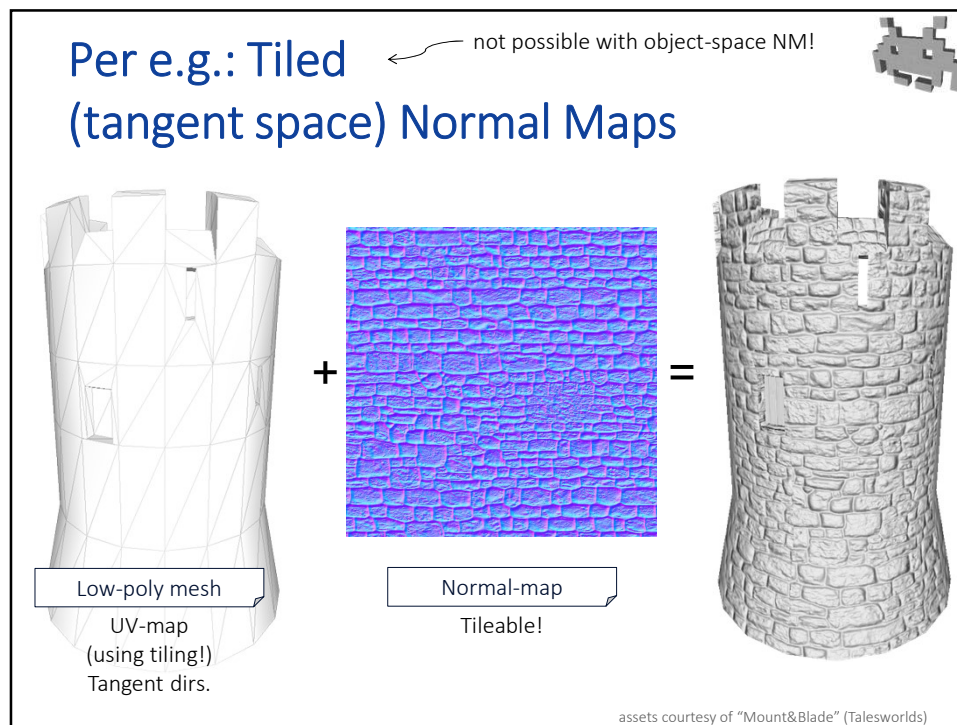 Per e.g.: Tiled
not possible with object-space NM!
(tangent space) Normal Maps
+
=
Low-poly mesh
UV-map
(using tiling!)
Tangent dirs.
Normal-map
Tileable!
assets courtesy of “Mount&Blade” (Talesworlds)